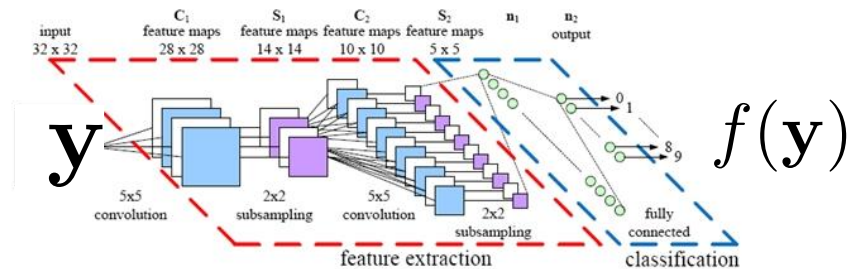 C₁ S₁ C₂ S₂ n₁ n₂
input feature maps feature maps feature maps feature maps output
32 x 32 28 x 28 14 x 14 10 x 10 5 x 5
0
1
y f(y)
8
9
5x5 2x2 5x5 2x2 fully
convolution subsampling convolution subsampling connected
feature extraction classification